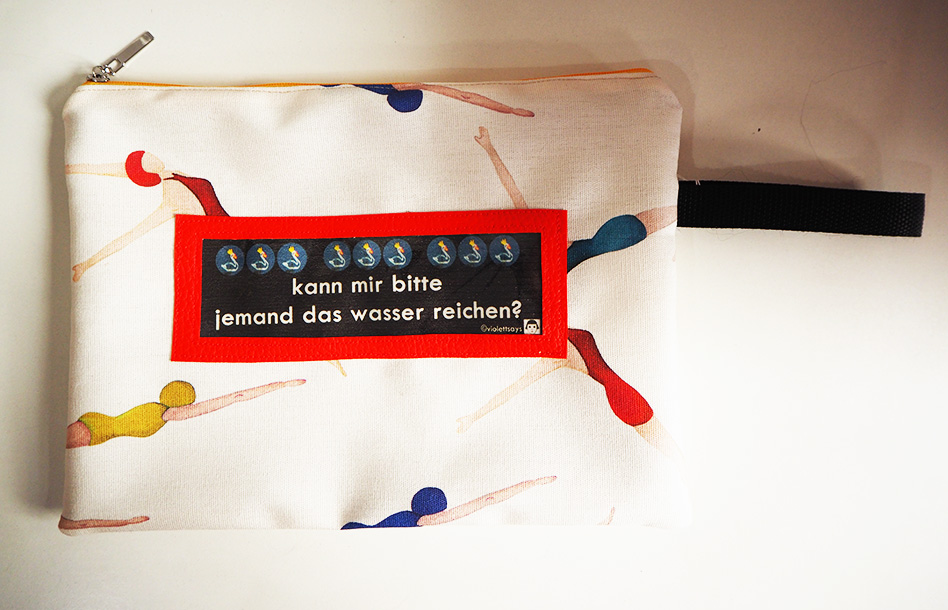 kann mir bitte
jemand das wasser reichen?
©violettsays